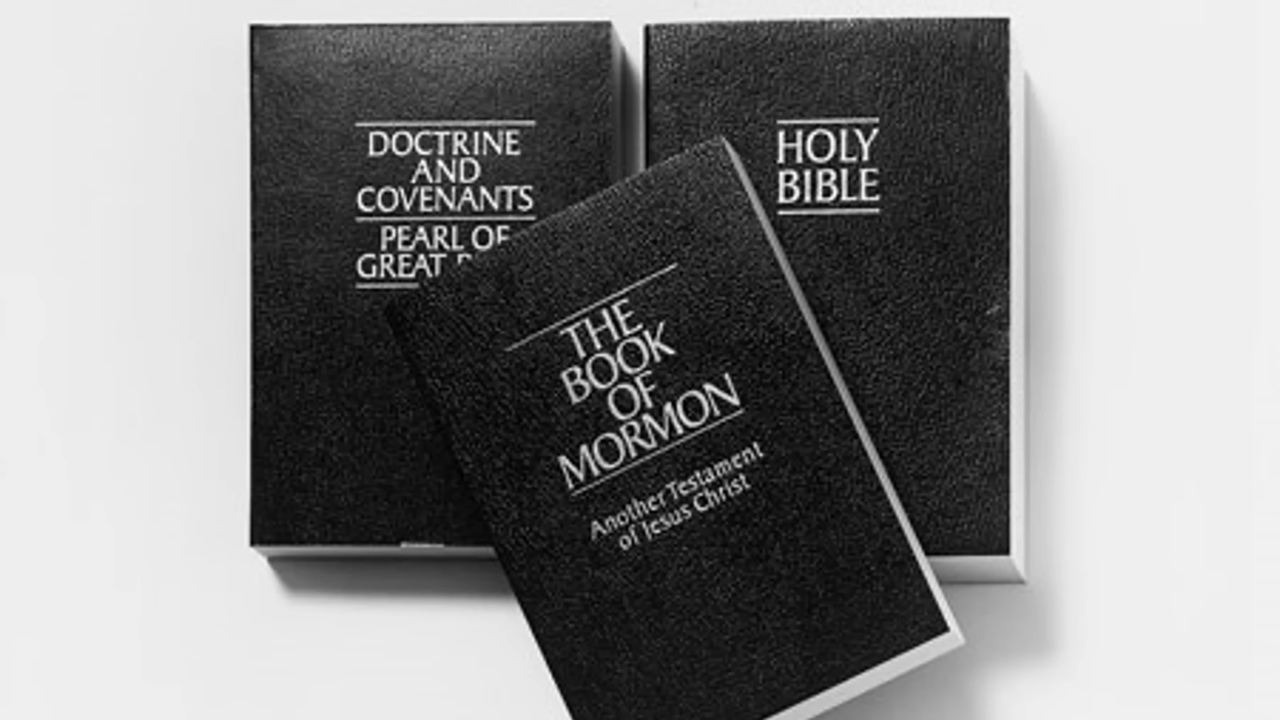 DOCTRINE
AND
COVENANTS
PEARL OF
GREAT
HOLY
BIBLE
THE
BOOK
OF
MORMON
Another Testament
of Jesus Christ